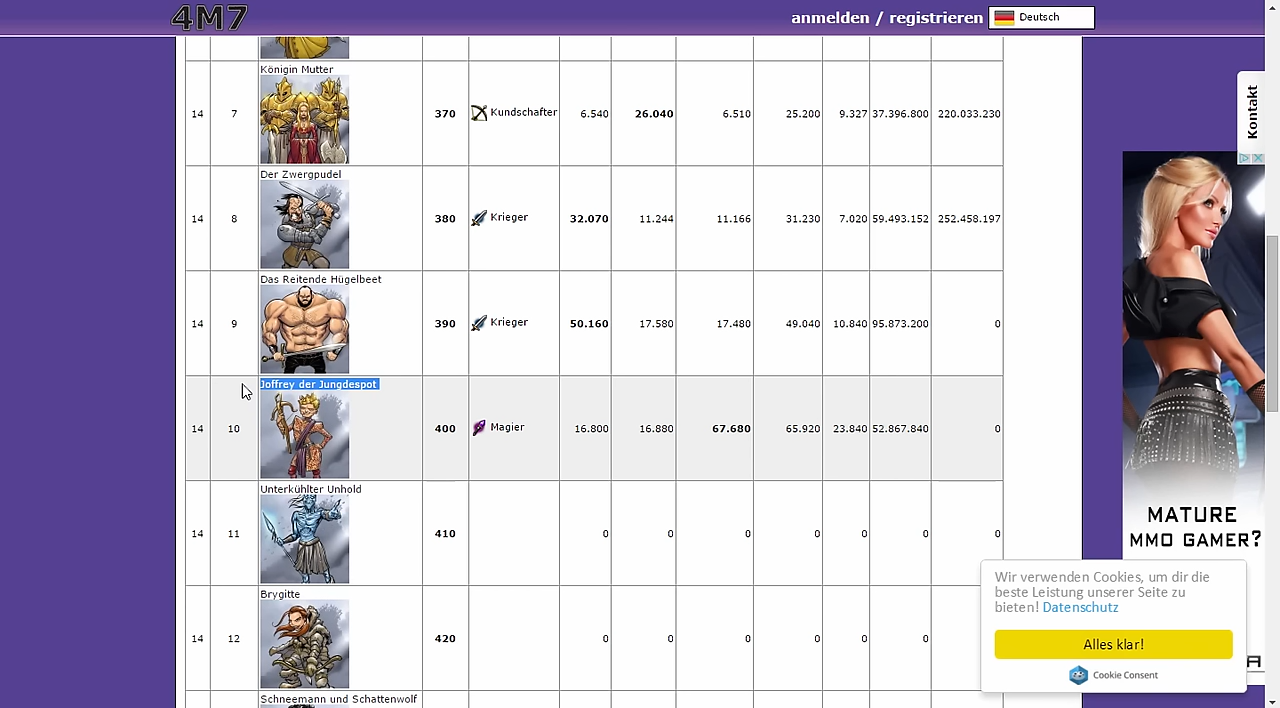 4M7
anmelden / registrieren
Deutsch
Kontakt
Königin Mutter
14 7 370 Kundschafter 6.540 26.040 6.510 25.200 9.327 37.396.800 220.033.230
Der Zwergpudel
14 8 380 Krieger 32.070 11.244 11.166 31.230 7.020 59.493.152 252.458.197
Das Reitende Hügelbeet
14 9 390 Krieger 50.160 17.580 17.480 49.040 10.840 95.873.200 0
Joffrey der Jungdespot
14 10 400 Magier 16.800 16.880 67.680 65.920 23.840 52.867.840 0
Unterkühlter Unhold
14 11 410 0 0 0 0 0 0 0
Brygitte
14 12 420 0 0 0 0 0 0
Schneemann und Schattenwolf
MATURE
MMO GAMER?
Wir verwenden Cookies, um dir die
beste Leistung unserer Seite zu
bieten! Datenschutz
Alles klar!
Cookie Consent